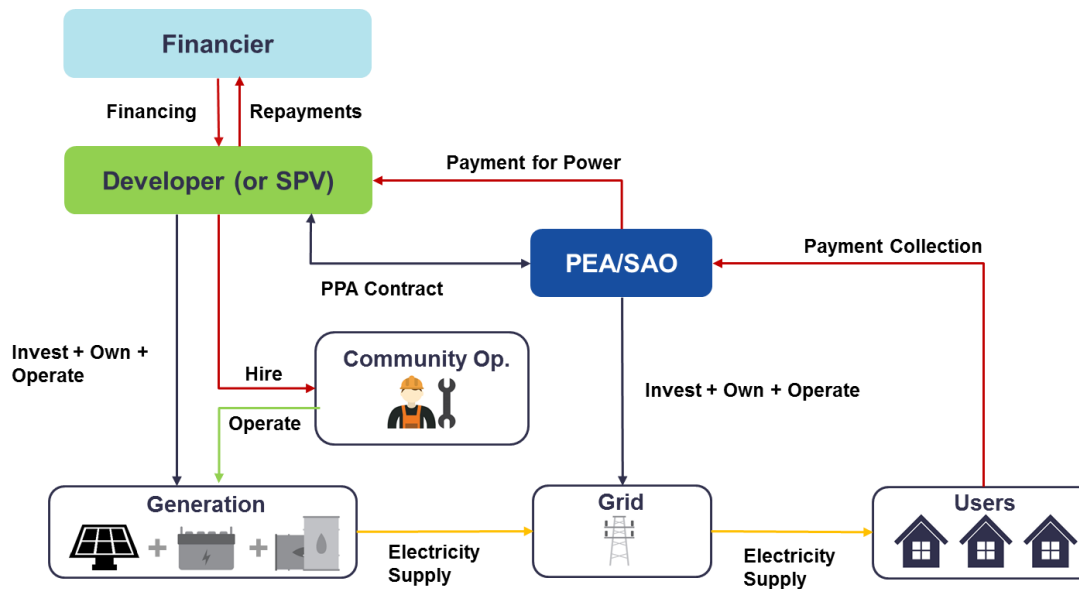 Financier
Financing
Repayments
Developer (or SPV)
Payment for Power
PEA/SAO
Payment Collection
PPA Contract
Invest + Own +
Operate
Community Op.
Hire
Operate
Invest + Own + Operate
Generation
+
+
Grid
Users
Electricity
Supply
Electricity
Supply